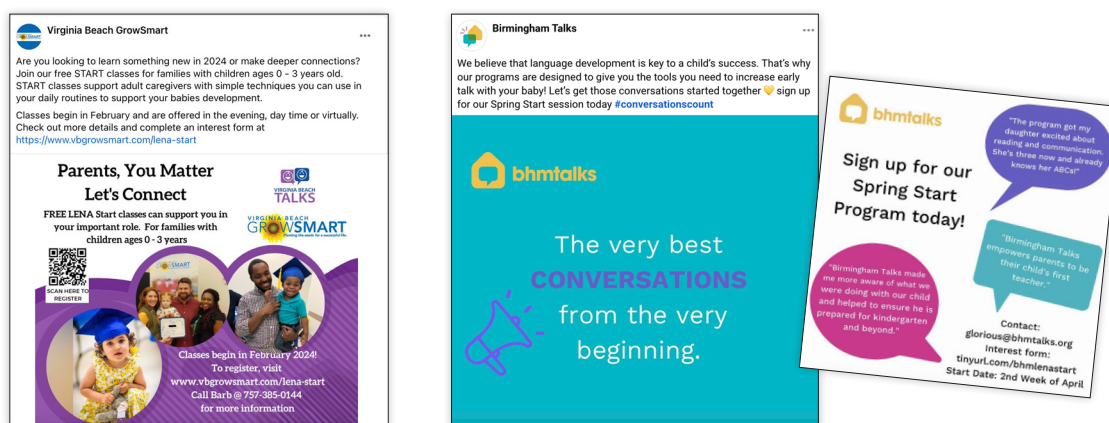 Virginia Beach GrowSmart
Are you looking to learn something new in 2024 or make deeper connections?
Join our free START classes for families with children ages 0 - 3 years old.
START classes support adult caregivers with simple techniques you can use in
your daily routines to support your babies development.
Classes begin in February and are offered in the evening, day time or virtually.
Check out more details and complete an interest form at
https://www.vbgrowsmart.com/lena-start
Parents, You Matter
Let's Connect
FREE LENA Start classes can support you in
your important role. For families with
children ages 0 - 3 years
VIRGINIA BEACH
TALKS
VIRGINIA BEACH
GROWSMART
Planting the seeds for a successful life.
SCAN HERE TO
REGISTER
SMART
Classes begin in February 2024!
To register, visit
www.vbgrowsmart.com/lena-start
Call Barb @ 757-385-0144
for more information
Birmingham Talks
We believe that language development is key to a child's success. That's why
our programs are designed to give you the tools you need to increase early
talk with your baby! Let's get those conversations started together 💛 sign up
for our Spring Start session today #conversationscount
bhmtalks
The very best
CONVERSATIONS
from the very
beginning.
bhmtalks
Sign up for our
Spring Start
Program today!
"The program got my
daughter excited about
reading and communication.
She's three now and already
knows her ABCs!"
"Birmingham Talks
empowers parents to be
their child's first
teacher."
"Birmingham Talks made
me more aware of what we
were doing with our child
and helped to ensure he is
prepared for kindergarten
and beyond."
Contact:
glorious@bhmtalks.org
Interest form:
tinyurl.com/bhmlenastart
Start Date: 2nd Week of April